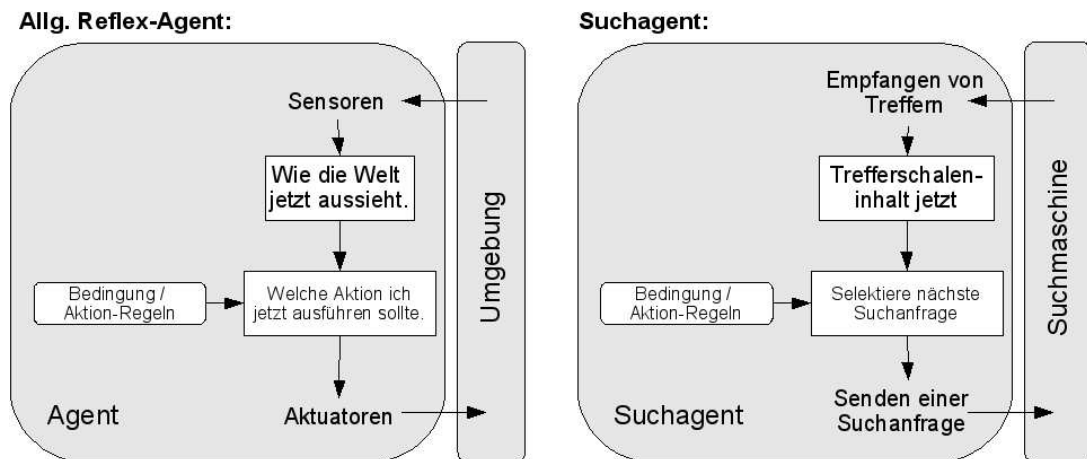 Allg. Reflex-Agent:
Sensoren
Wie die Welt
jetzt aussieht.
Bedingung /
Aktion-Regeln
Welche Aktion ich
jetzt ausführen sollte.
Agent
Aktuatoren
Umgebung
Suchagent:
Empfangen von
Treffern
Trefferschalen-
inhalt jetzt
Bedingung /
Aktion-Regeln
Selektiere nächste
Suchanfrage
Suchagent
Senden einer
Suchanfrage
Suchmaschine